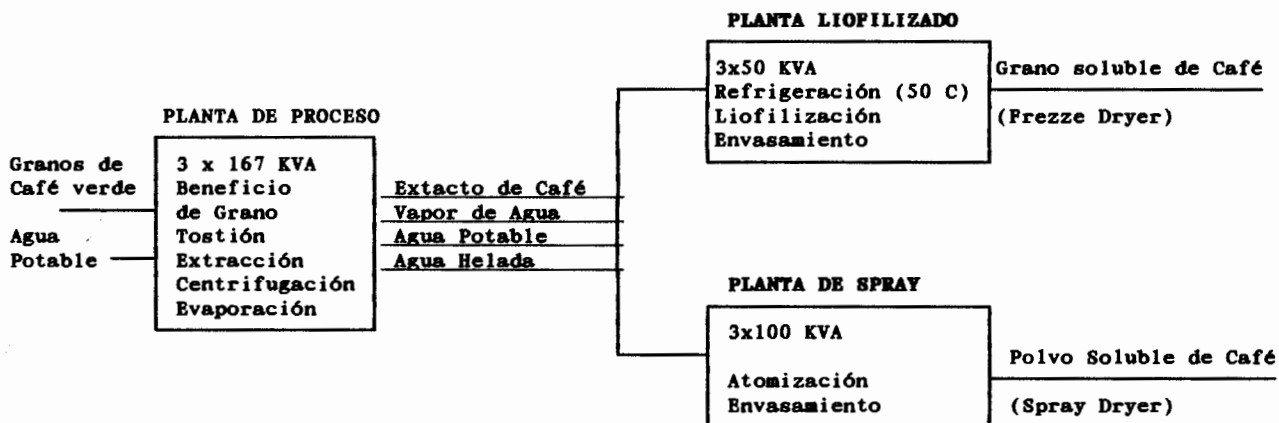 PLANTA DE PROCESO
Granos de
Café verde
Agua
Potable
3 x 167 KVA
Beneficio
de Grano
Tostión
Extracción
Centrifugación
Evaporación
Extacto de Café
Vapor de Agua
Agua Potable
Agua Helada
PLANTA LIOFILIZADO
3x50 KVA
Refrigeración (50 C)
Liofilización
Envasamiento
Grano soluble de Café
(Frezze Dryer)
PLANTA DE SPRAY
3x100 KVA
Atomización
Envasamiento
Polvo Soluble de Café
(Spray Dryer)